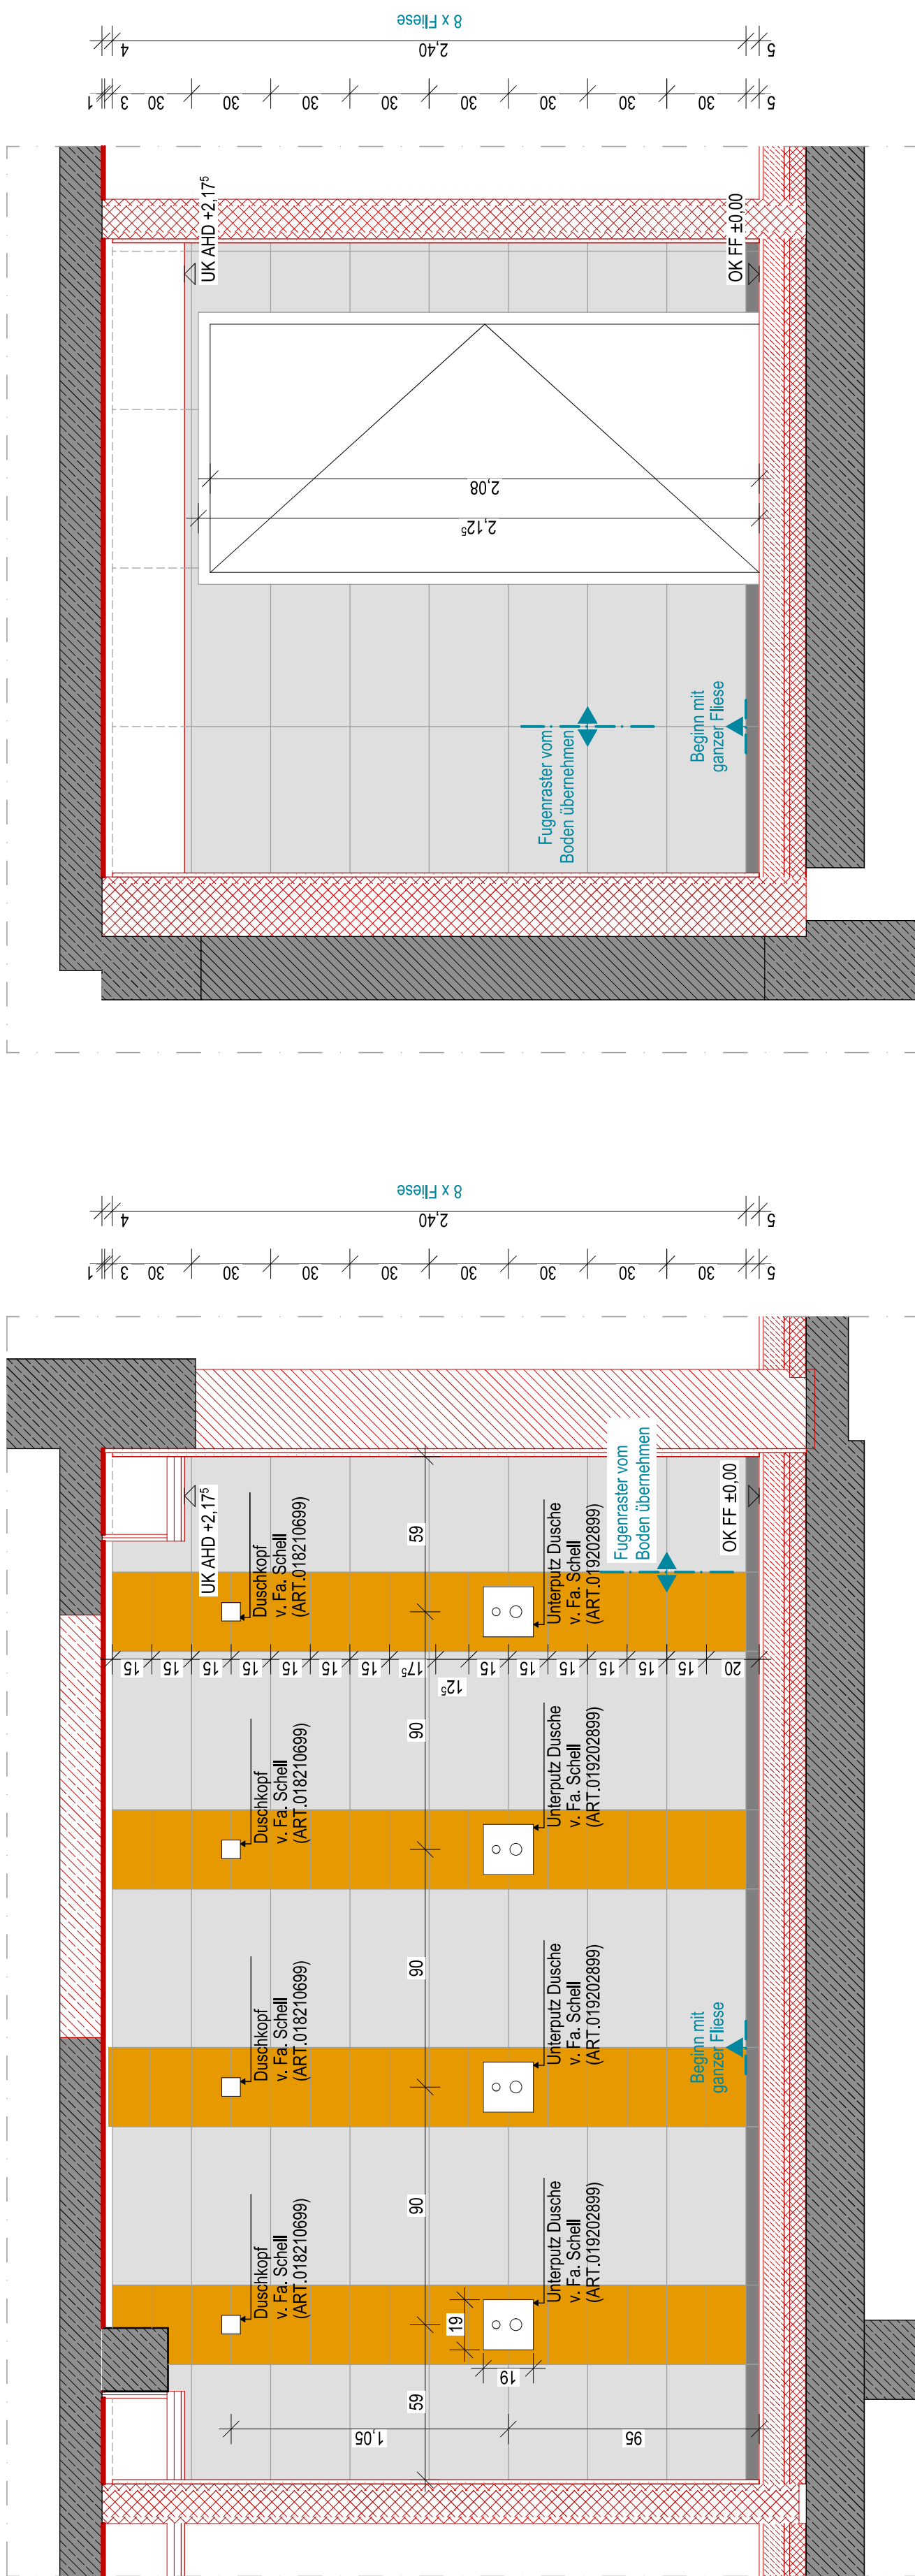 8 x Fliese
4
2,40
5
1
3
30
30
30
30
30
30
30
30
5
UK AHD +2,17⁵
OK FF ±0,00
2,08
2,12⁵
Fugenraster vom
Boden übernehmen
Beginn mit
ganzer Fliese
8 x Fliese
4
2,40
5
1
3
30
30
30
30
30
30
30
30
5
UK AHD +2,17⁵
OK FF ±0,00
Fugenraster vom
Boden übernehmen
59
Duschkopf
v. Fa. Schell
(ART.018210699)
Unterputz Dusche
v. Fa. Schell
(ART.019202899)
15
15
15
15
15
15
15
17⁵
12⁵
15
15
15
15
15
15
20
90
Duschkopf
v. Fa. Schell
(ART.018210699)
Unterputz Dusche
v. Fa. Schell
(ART.019202899)
90
Duschkopf
v. Fa. Schell
(ART.018210699)
Unterputz Dusche
v. Fa. Schell
(ART.019202899)
Beginn mit
ganzer Fliese
90
Duschkopf
v. Fa. Schell
(ART.018210699)
Unterputz Dusche
v. Fa. Schell
(ART.019202899)
19
19
59
1,05
95